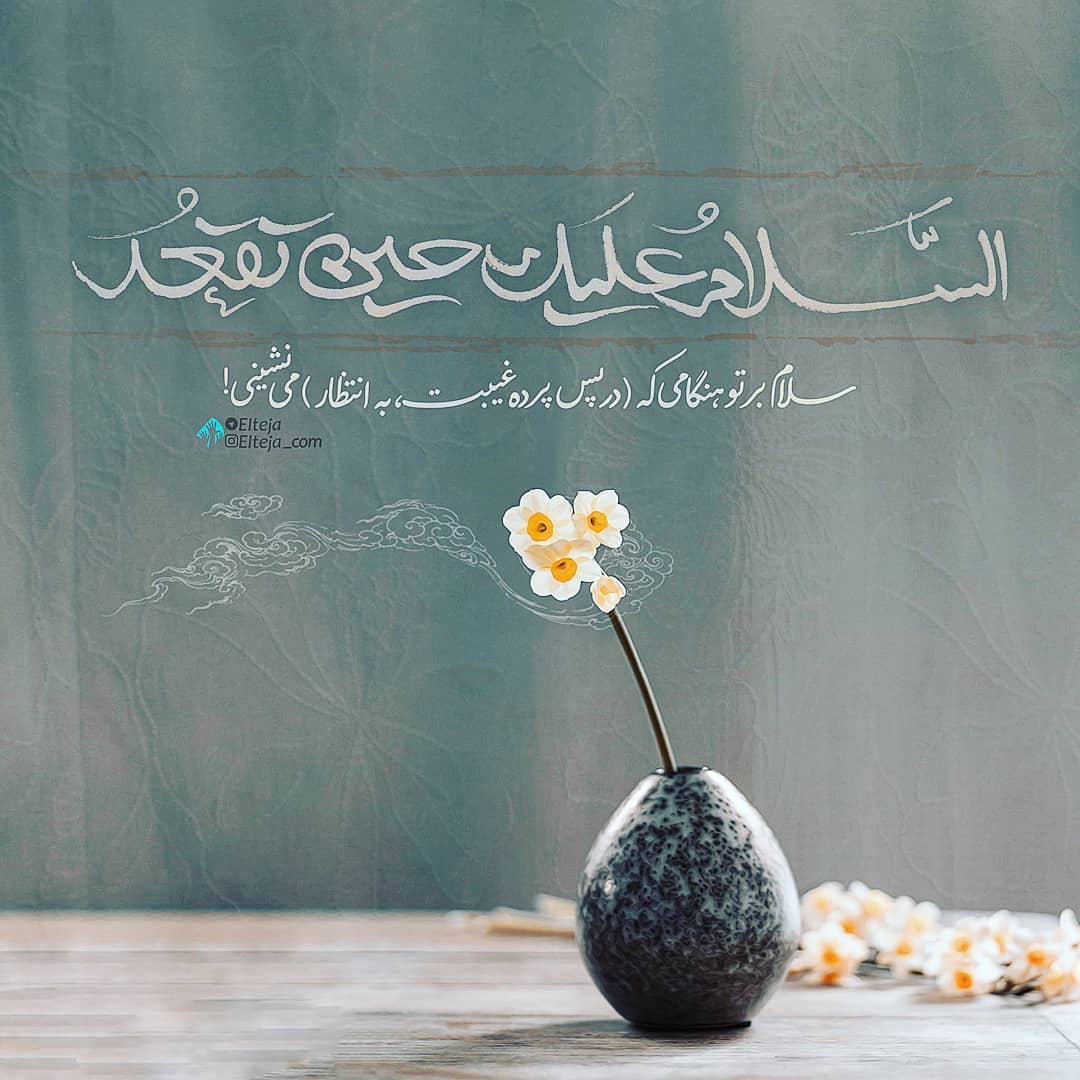 السَّلامُ عُلَیکَ حینَ تَقعُدُ
سلام بر تو هنگامی که (در پس پرده غیبت، به انتظار) می نشینی!
Elteja
Elteja_com